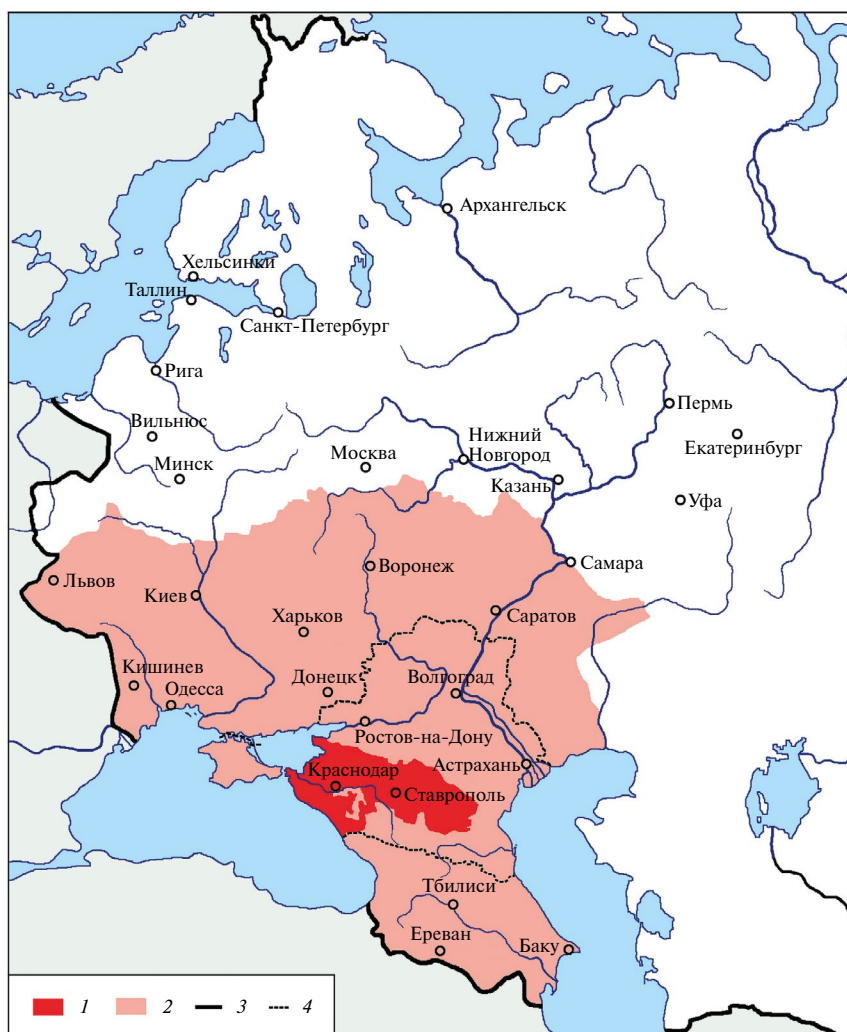 Архангельск
Хельсинки
Таллин
Санкт-Петербург
Рига
Пермь
Вильнюс
Нижний
Новгород
Екатеринбург
Москва
Минск
Казань
Уфа
Самара
Воронеж
Львов
Киев
Саратов
Харьков
Кишинев
Донецк
Волгоград
Одесса
Ростов-на-Дону
Астрахань
Краснодар
Ставрополь
Тбилиси
Ереван
Баку
1 2 3 4